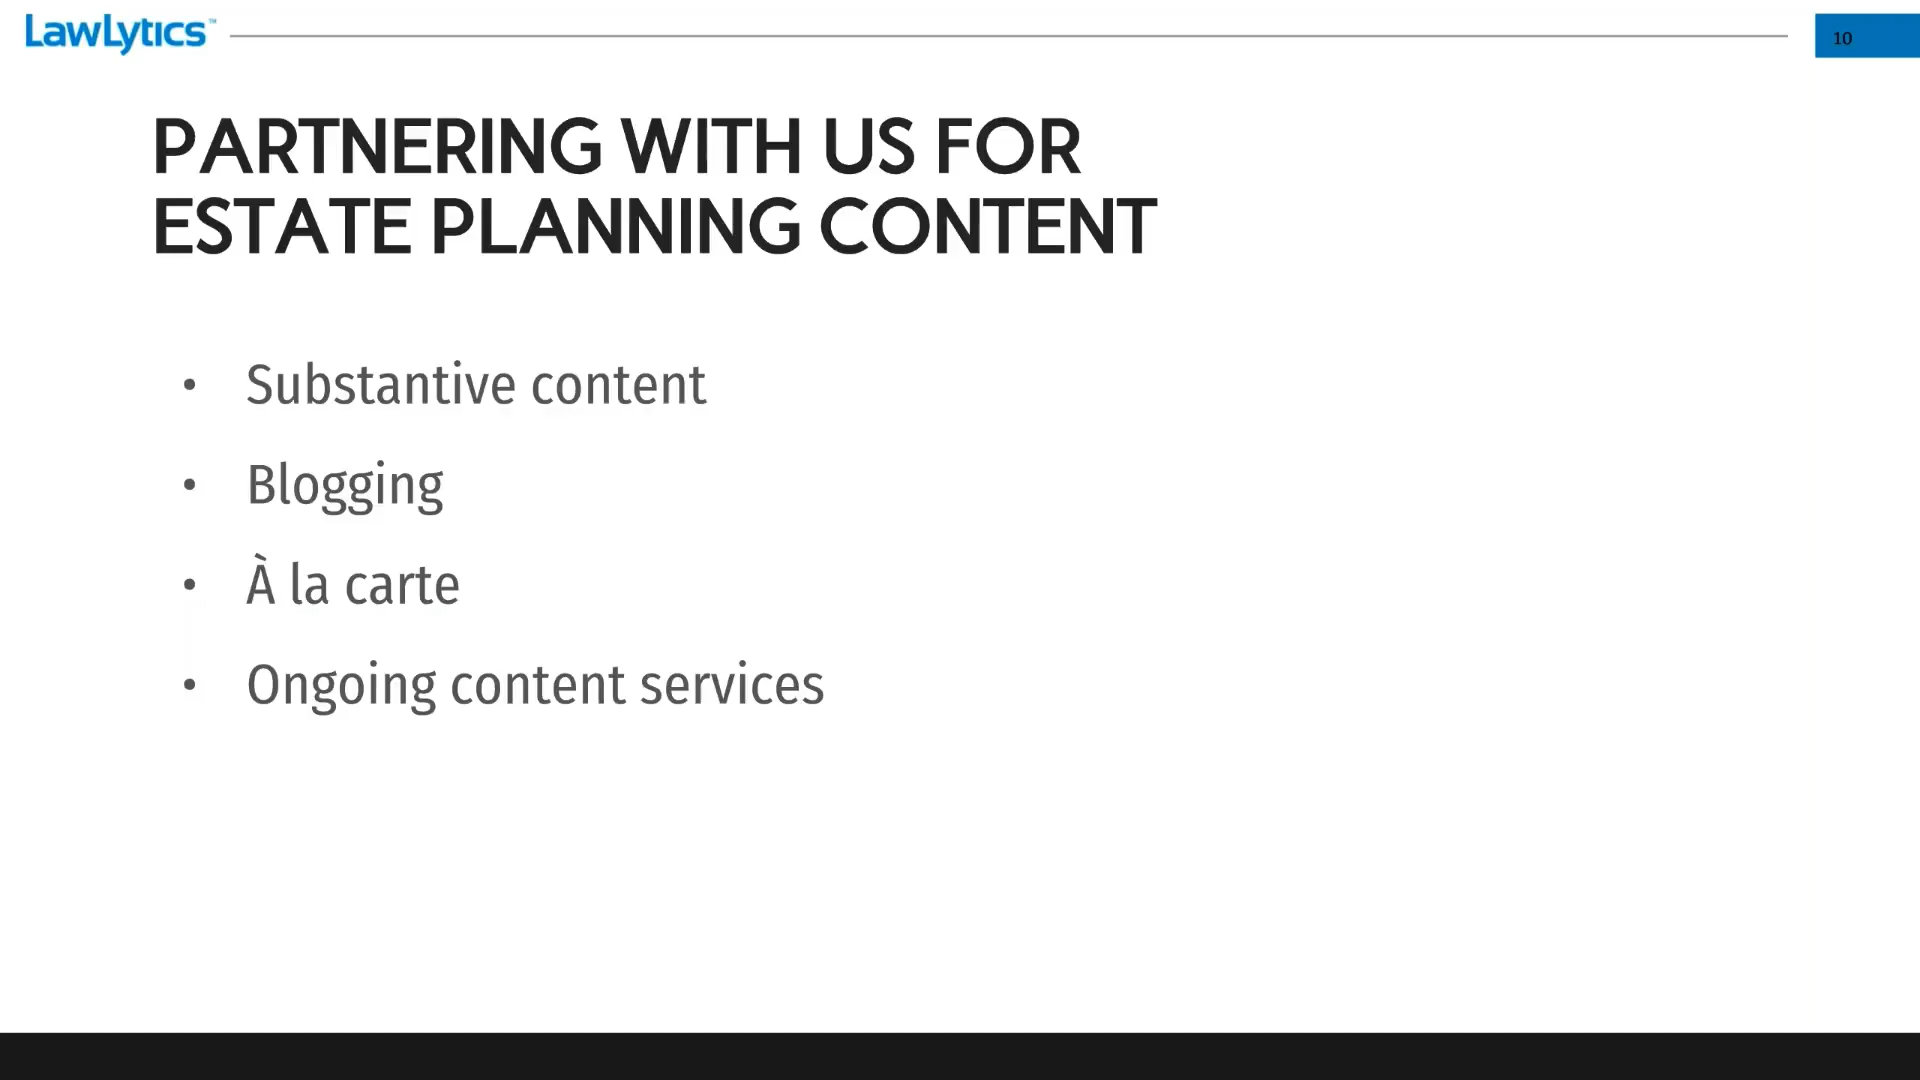 LawLytics™
10
PARTNERING WITH US FOR
ESTATE PLANNING CONTENT
• Substantive content
• Blogging
• À la carte
• Ongoing content services